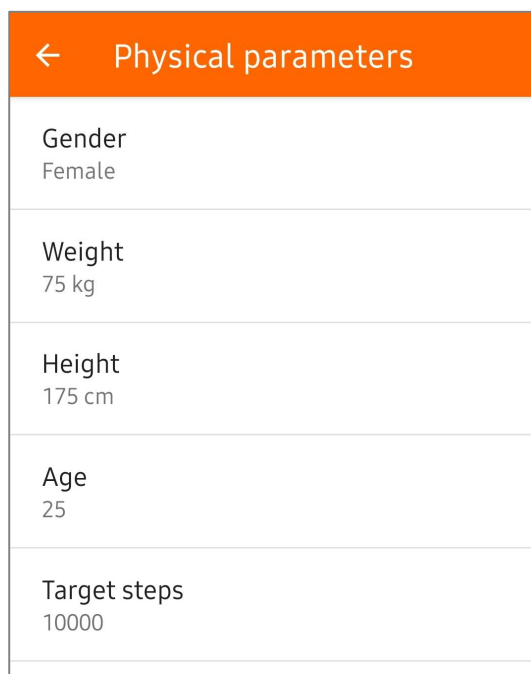 Physical parameters
Gender
Female
Weight
75 kg
Height
175 cm
Age
25
Target steps
10000